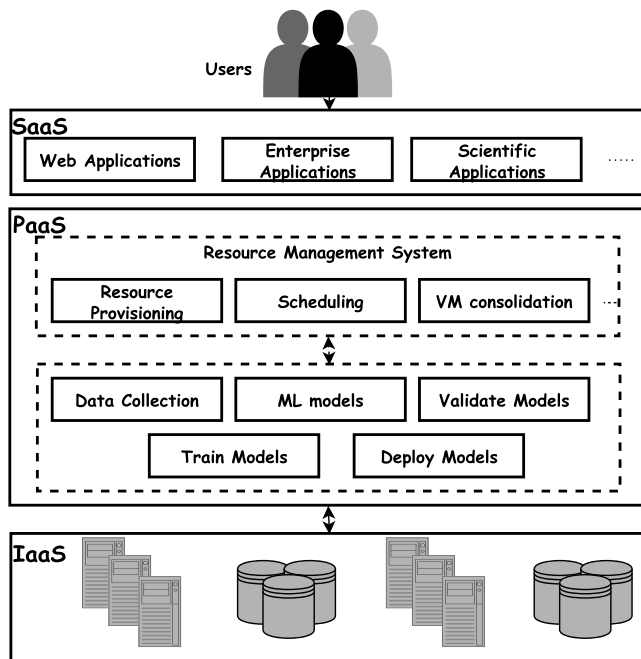 Users
SaaS
Web Applications
Enterprise
Applications
Scientific
Applications
.....
PaaS
Resource Management System
Resource
Provisioning
Scheduling
VM consolidation
...
Data Collection
ML models
Validate Models
Train Models
Deploy Models
IaaS